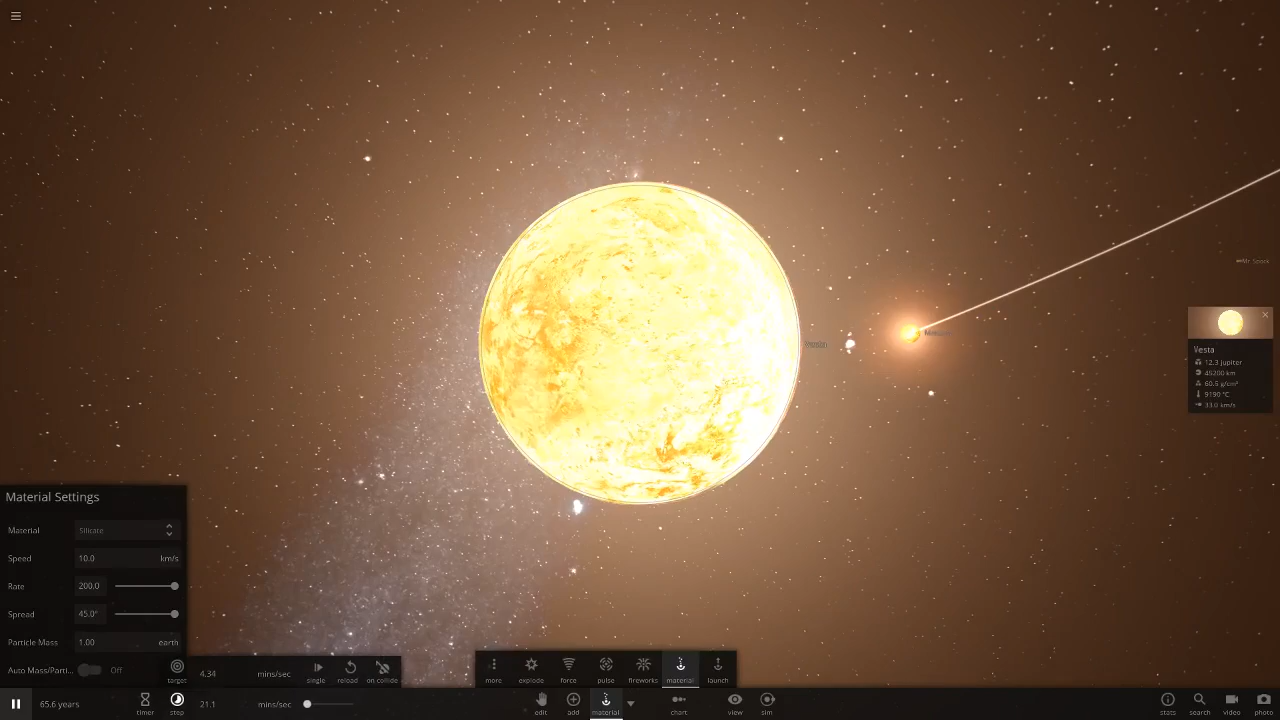 Vesta
Vesta
12.3 Jupiter
45200 km
60.5 g/cm³
9190 °C
33.0 km/s
Material Settings
Material
Silicate
Speed
10.0
km/s
Rate
200.0
Spread
45.0°
Particle Mass
1.00
earth
Auto Mass/Parti...
Off
target
4.34
mins/sec
single
reload
on collide
more
explode
force
pulse
fireworks
material
launch
65.6 years
timer
step
21.1
mins/sec
edit
add
material
chart
view
sim
stats
search
video
photo